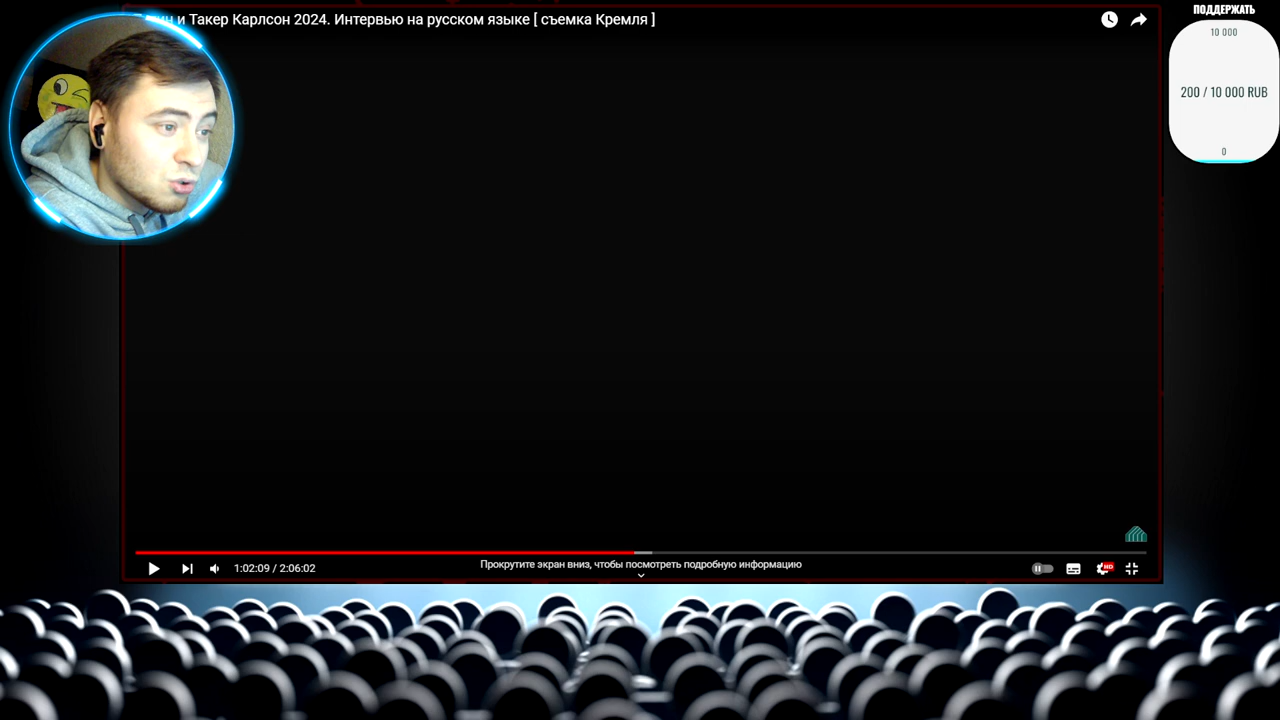 и Такер Карлсон 2024. Интервью на русском языке [ съемка Кремля ]
ПОДДЕРЖАТЬ
10 000
200 / 10 000 RUB
0
1:02:09 / 2:06:02
Прокрутите экран вниз, чтобы посмотреть подробную информацию
HD